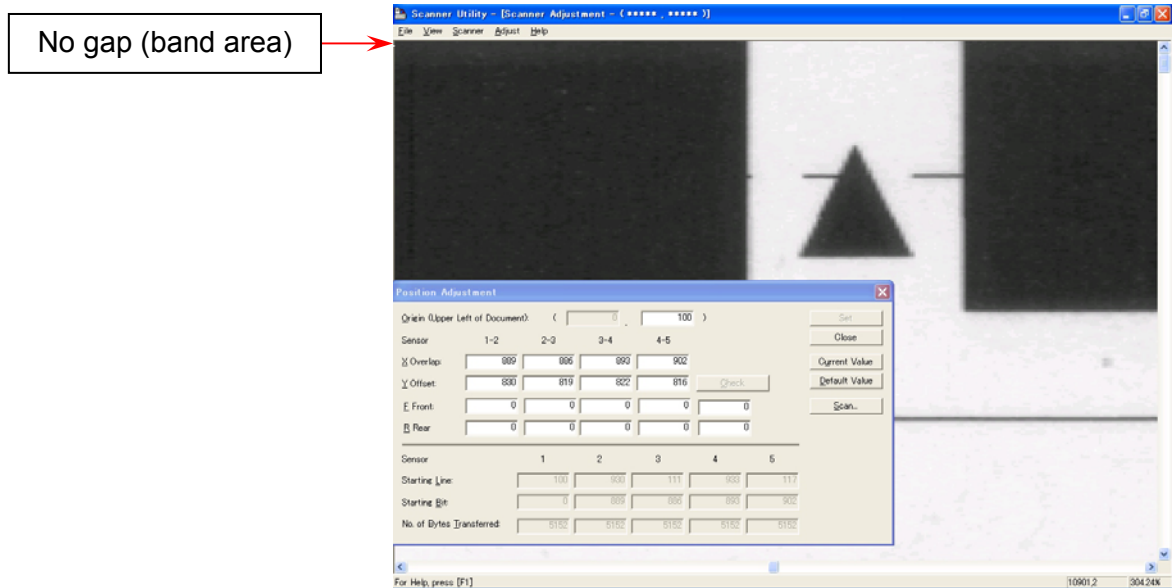 No gap (band area)
Scanner Utility - [Scanner Adjustment - ( ***** , ***** )]
File View Scanner Adjust Help
Position Adjustment
Origin (Upper Left of Document): ( 0 , 100 ) Set
Close
Sensor 1-2 2-3 3-4 4-5
X Overlap: 889 886 893 902 Current Value
Y Offset: 830 819 822 816 Check Default Value
F Front: 0 0 0 0 0 Scan...
R Rear 0 0 0 0 0
Sensor 1 2 3 4 5
Starting Line: 100 930 111 933 117
Starting Bit: 0 889 886 893 902
No. of Bytes Transferred: 5152 5152 5152 5152 5152
For Help, press [F1] 10901,2 304.24%